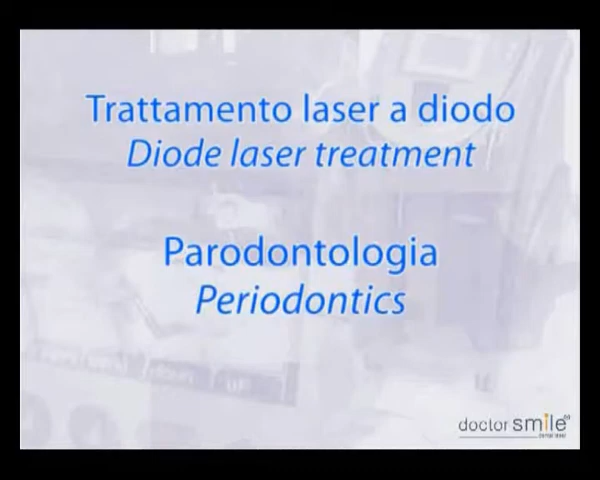 Trattamento laser a diodo
Diode laser treatment
Parodontologia
Periodontics
doctor smile